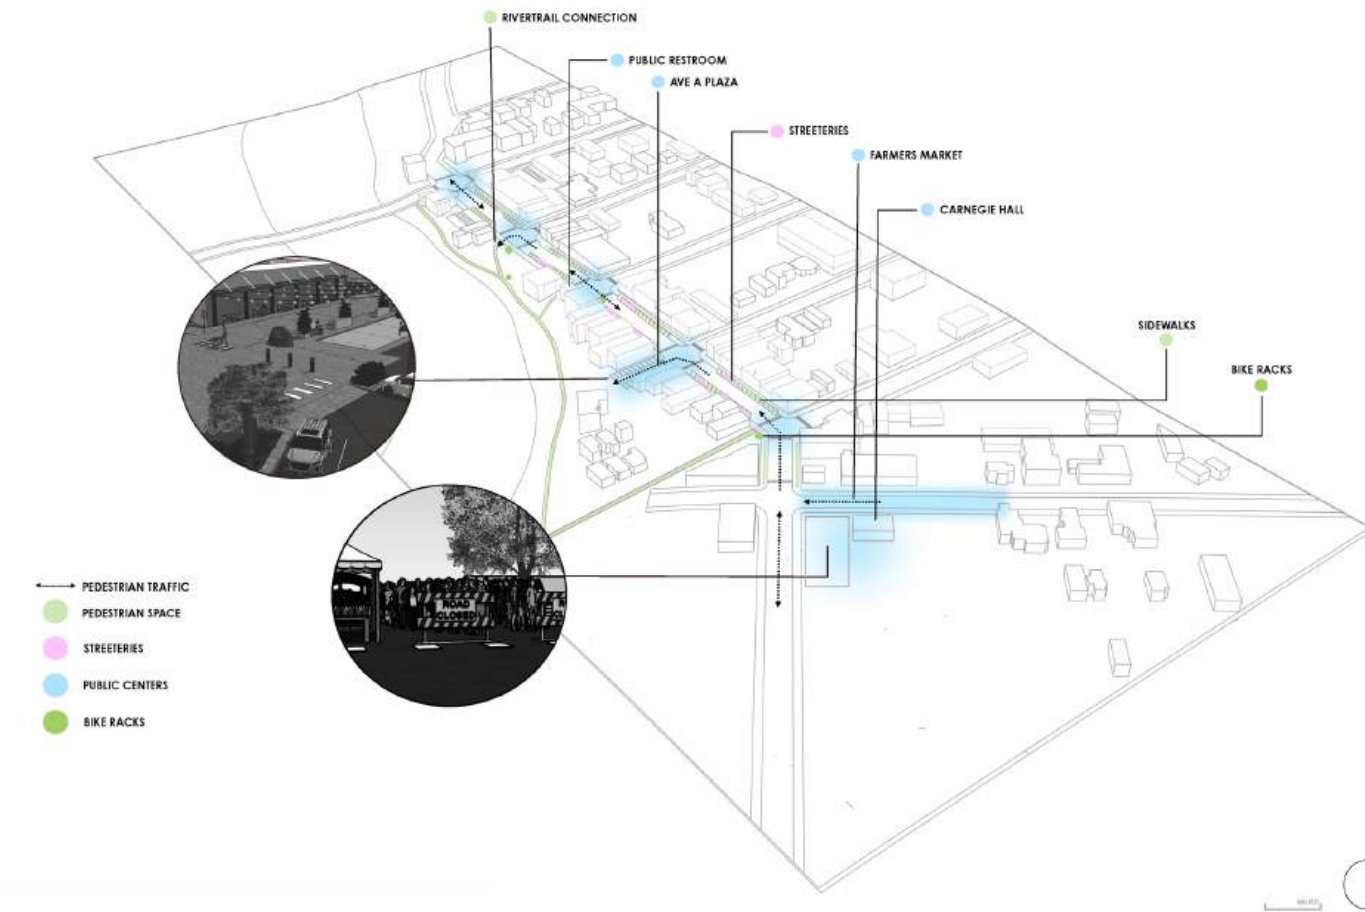 RIVERTRAIL CONNECTION
PUBLIC RESTROOM
AVE A PLAZA
STREETERIES
FARMERS MARKET
CARNEGIE HALL
SIDEWALKS
BIKE RACKS
ROAD
CLOSED
PEDESTRIAN TRAFFIC
PEDESTRIAN SPACE
STREETERIES
PUBLIC CENTERS
BIKE RACKS